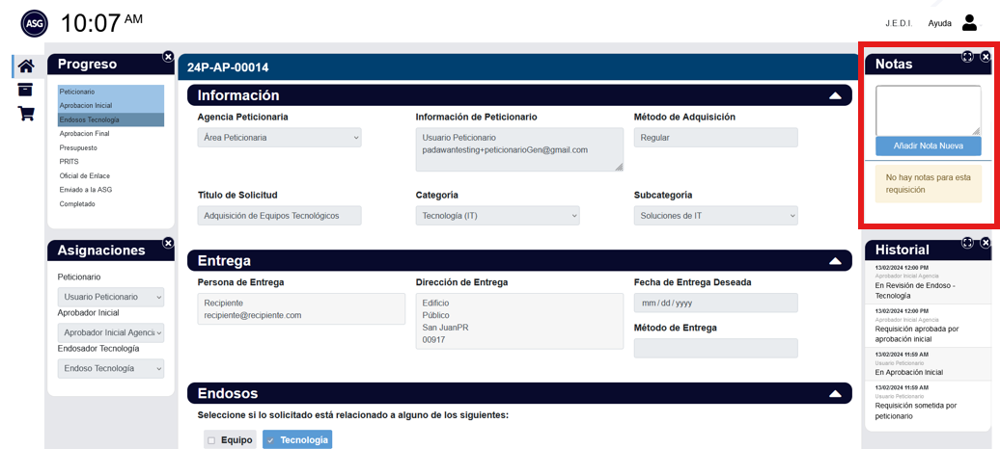 ASG
10:07 AM
J.E.D.I.
Ayuda
Progreso
Peticionario
Aprobacion Inicial
Endosos Tecnología
Aprobacion Final
Presupuesto
PRITS
Oficial de Enlace
Enviado a la ASG
Completado
Asignaciones
Peticionario
Usuario Peticionario
Aprobador Inicial
Aprobador Inicial Agencia
Endosador Tecnología
Endoso Tecnología
24P-AP-00014
Información
Agencia Peticionaria
Área Peticionaria
Información de Peticionario
Usuario Peticionario
padawantesting+peticionarioGen@gmail.com
Método de Adquisición
Regular
Titulo de Solicitud
Adquisición de Equipos Tecnológicos
Categoria
Tecnología (IT)
Subcategoria
Soluciones de IT
Entrega
Persona de Entrega
Recipiente
recipiente@recipiente.com
Dirección de Entrega
Edificio
Público
San JuanPR
00917
Fecha de Entrega Deseada
mm/dd/yyyy
Método de Entrega
Endosos
Seleccione si lo solicitado está relacionado a alguno de los siguientes:
Equipo
Tecnología
Notas
Añadir Nota Nueva
No hay notas para esta
requisición
Historial
13/02/2024 12:00 PM
Aprobador Inicial Agencia
En Revisión de Endoso -
Tecnología
13/02/2024 12:00 PM
Aprobador Inicial Agencia
Requisición aprobada por
aprobación inicial
13/02/2024 11:59 AM
Usuario Peticionario
En Aprobación Inicial
13/02/2024 11:59 AM
Usuario Peticionario
Requisición sometida por
peticionario